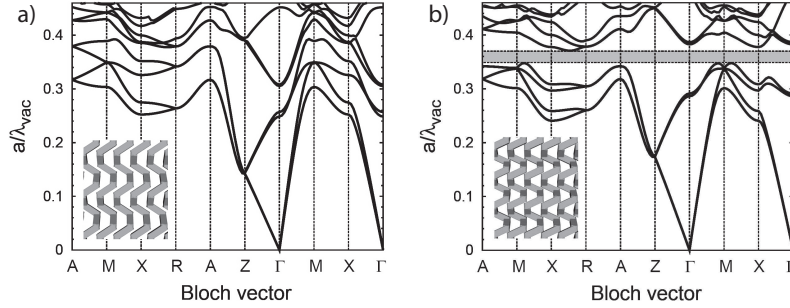 a)
a/λvac
0.4
0.3
0.2
0.1
0
A M X R A Z Γ M X Γ
Bloch vector
b)
a/λvac
0.4
0.3
0.2
0.1
0
A M X R A Z Γ M X Γ
Bloch vector